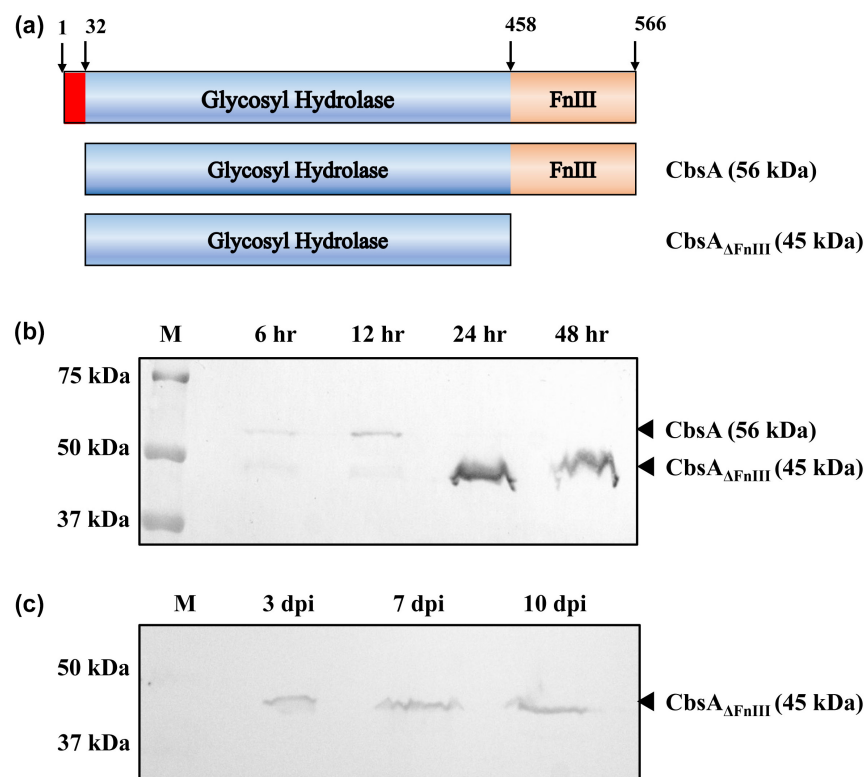 (a)
1 32 458 566
Glycosyl Hydrolase FnIII
Glycosyl Hydrolase FnIII CbsA (56 kDa)
Glycosyl Hydrolase CbsAΔFnIII (45 kDa)
(b)
M 6 hr 12 hr 24 hr 48 hr
75 kDa
CbsA (56 kDa)
50 kDa
CbsAΔFnIII (45 kDa)
37 kDa
(c)
M 3 dpi 7 dpi 10 dpi
50 kDa
CbsAΔFnIII (45 kDa)
37 kDa